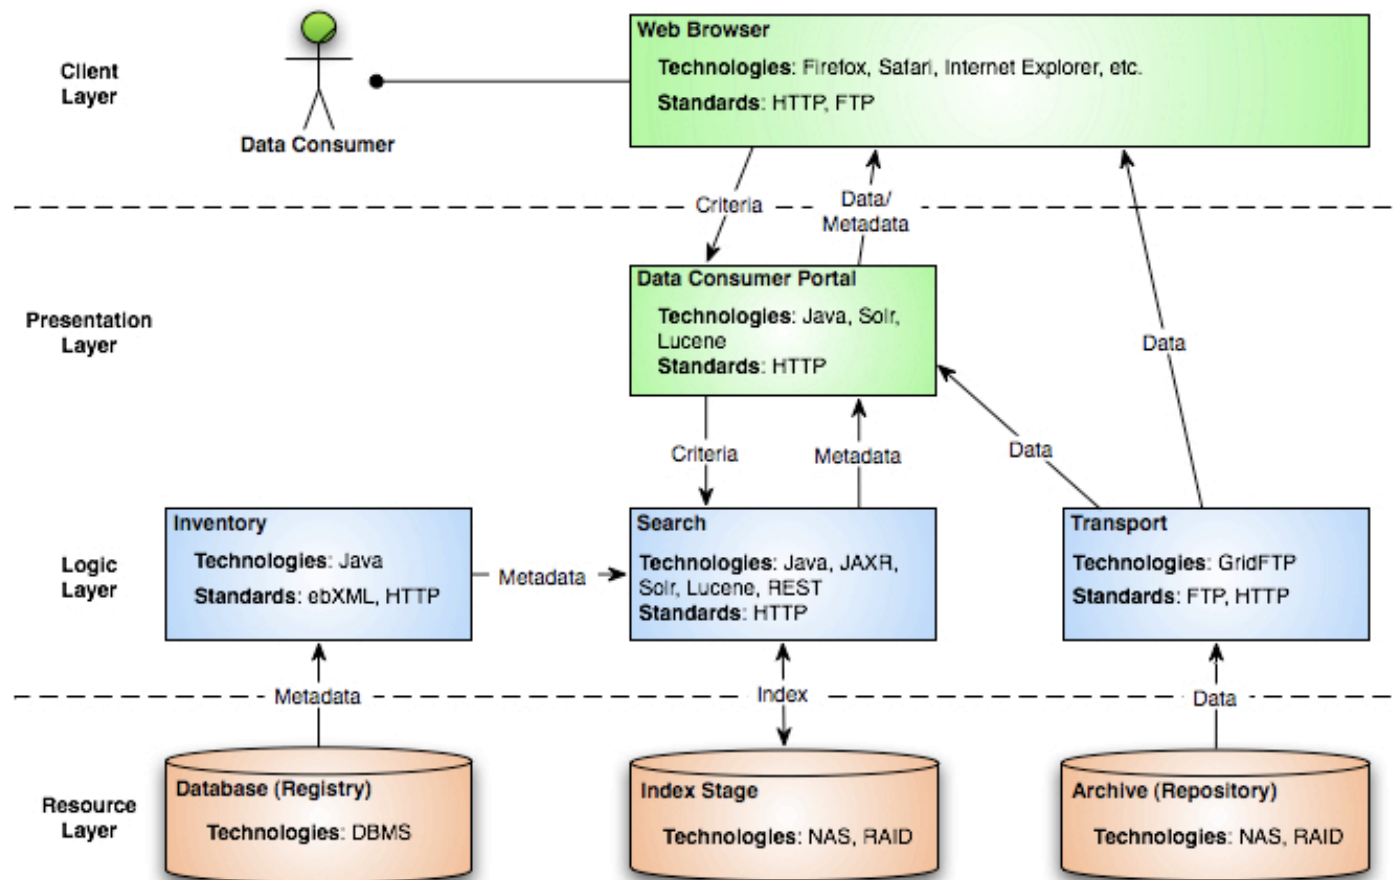 Client
Layer
Data Consumer
Web Browser
Technologies: Firefox, Safari, Internet Explorer, etc.
Standards: HTTP, FTP
Criteria
Data/
Metadata
Presentation
Layer
Data Consumer Portal
Technologies: Java, Solr,
Lucene
Standards: HTTP
Data
Criteria
Metadata
Data
Logic
Layer
Inventory
Technologies: Java
Standards: ebXML, HTTP
Metadata
Search
Technologies: Java, JAXR,
Solr, Lucene, REST
Standards: HTTP
Transport
Technologies: GridFTP
Standards: FTP, HTTP
Metadata
Index
Data
Resource
Layer
Database (Registry)
Technologies: DBMS
Index Stage
Technologies: NAS, RAID
Archive (Repository)
Technologies: NAS, RAID